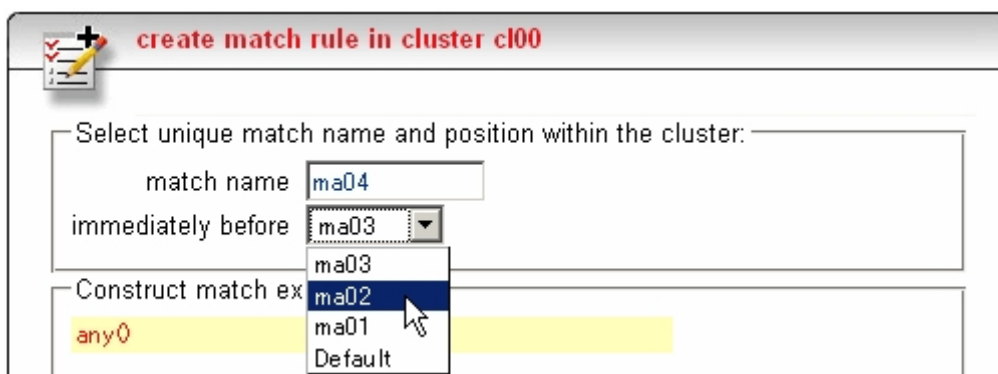 create match rule in cluster cl00
Select unique match name and position within the cluster:
match name ma04
immediately before ma03
ma03
Construct match ex
ma02
any()
ma01
Default